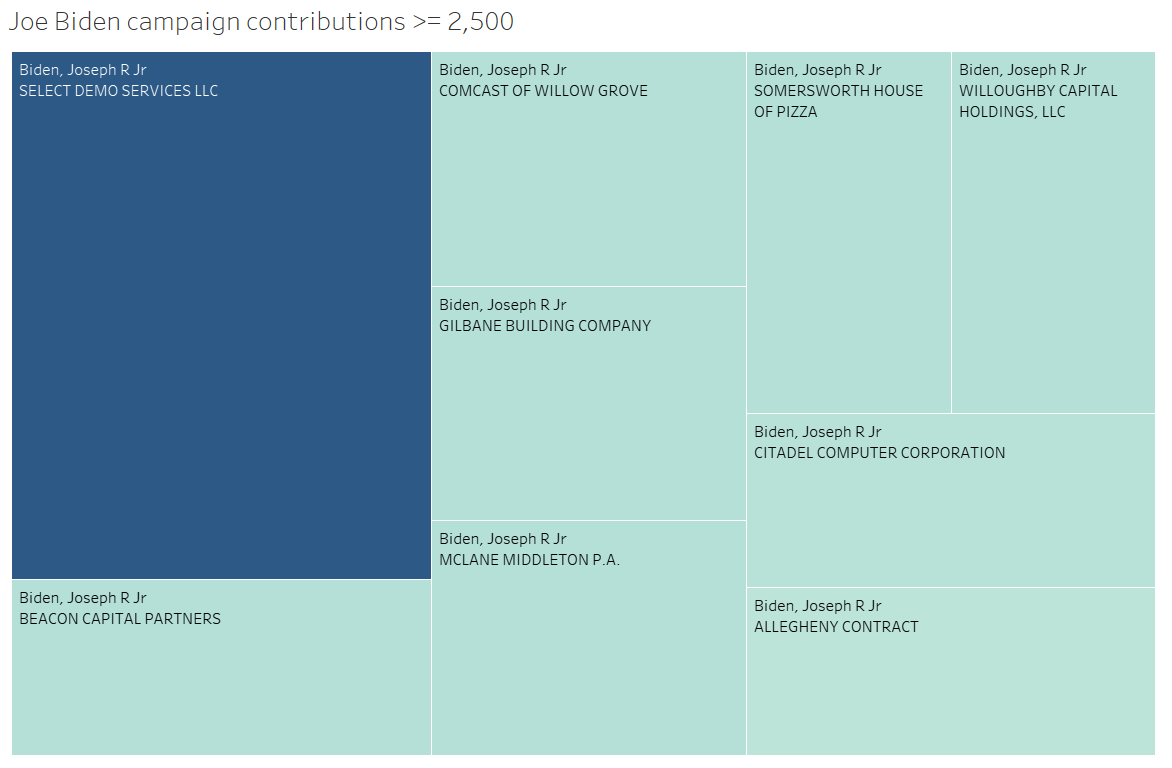 Joe Biden campaign contributions >= 2,500
Biden, Joseph R Jr
SELECT DEMO SERVICES LLC
Biden, Joseph R Jr
BEACON CAPITAL PARTNERS
Biden, Joseph R Jr
COMCAST OF WILLOW GROVE
Biden, Joseph R Jr
GILBANE BUILDING COMPANY
Biden, Joseph R Jr
MCLANE MIDDLETON P.A.
Biden, Joseph R Jr
SOMERSWORTH HOUSE
OF PIZZA
Biden, Joseph R Jr
WILLOUGHBY CAPITAL
HOLDINGS, LLC
Biden, Joseph R Jr
CITADEL COMPUTER CORPORATION
Biden, Joseph R Jr
ALLEGHENY CONTRACT